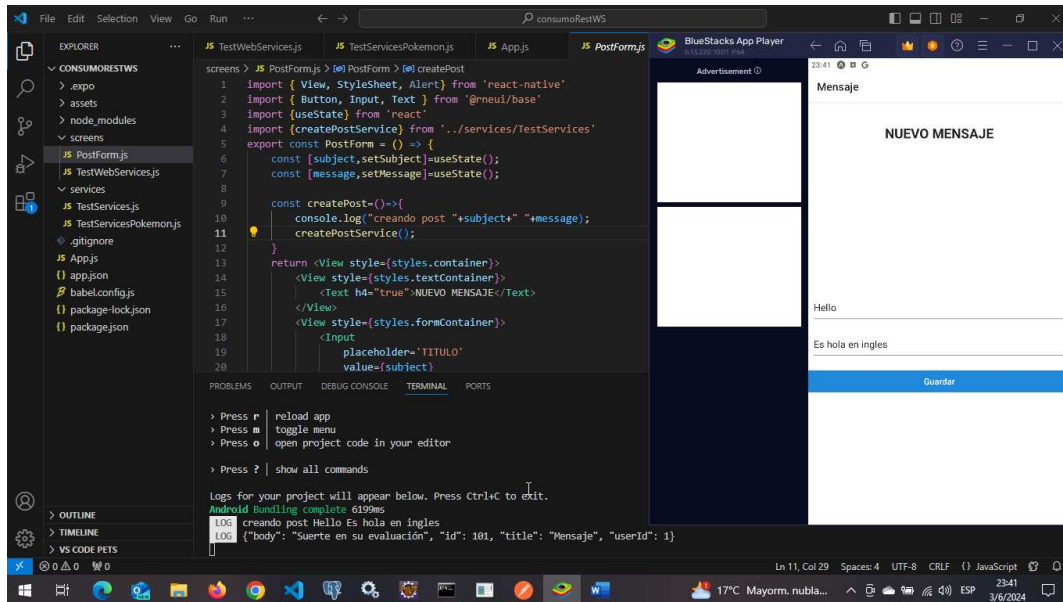 File Edit Selection View Go Run ··· consumoRestWS
EXPLORER ···
CONSUMORESTWS
.expo
assets
node_modules
screens
JS PostForm.js
JS TestWebServices.js
services
JS TestServices.js
JS TestServicesPokemon.js
.gitignore
JS App.js
{} app.json
babel.config.js
{} package-lock.json
{} package.json
OUTLINE
TIMELINE
VS CODE PETS
JS TestWebServices.js JS TestServicesPokemon.js JS App.js JS PostForm.js
screens > JS PostForm.js > PostForm > createPost
1 import { View, StyleSheet, Alert} from 'react-native'
2 import { Button, Input, Text } from '@rneui/base'
3 import {useState} from 'react'
4 import {createPostService} from '../services/TestServices'
5 export const PostForm = () => {
6 const [subject,setSubject]=useState();
7 const [message,setMessage]=useState();
8
9 const createPost=()=>{
10 console.log("creando post "+subject+" "+message);
11 createPostService();
12 }
13 return <View style={styles.container}>
14 <View style={styles.textContainer}>
15 <Text h4="true">NUEVO MENSAJE</Text>
16 </View>
17 <View style={styles.formContainer}>
18 <Input
19 placeholder='TITULO'
20 value={subject}
PROBLEMS OUTPUT DEBUG CONSOLE TERMINAL PORTS
› Press r | reload app
› Press m | toggle menu
› Press o | open project code in your editor
› Press ? | show all commands
Logs for your project will appear below. Press Ctrl+C to exit.
Android Bundling complete 6199ms
LOG creando post Hello Es hola en ingles
LOG {"body": "Suerte en su evaluación", "id": 101, "title": "Mensaje", "userId": 1}
BlueStacks App Player
Advertisement
23:41 G
Mensaje
NUEVO MENSAJE
Hello
Es hola en ingles
Guardar
0 0 0 Ln 11, Col 29 Spaces: 4 UTF-8 CRLF {} JavaScript
17°C Mayorm. nubla... ESP 23:41
3/6/2024